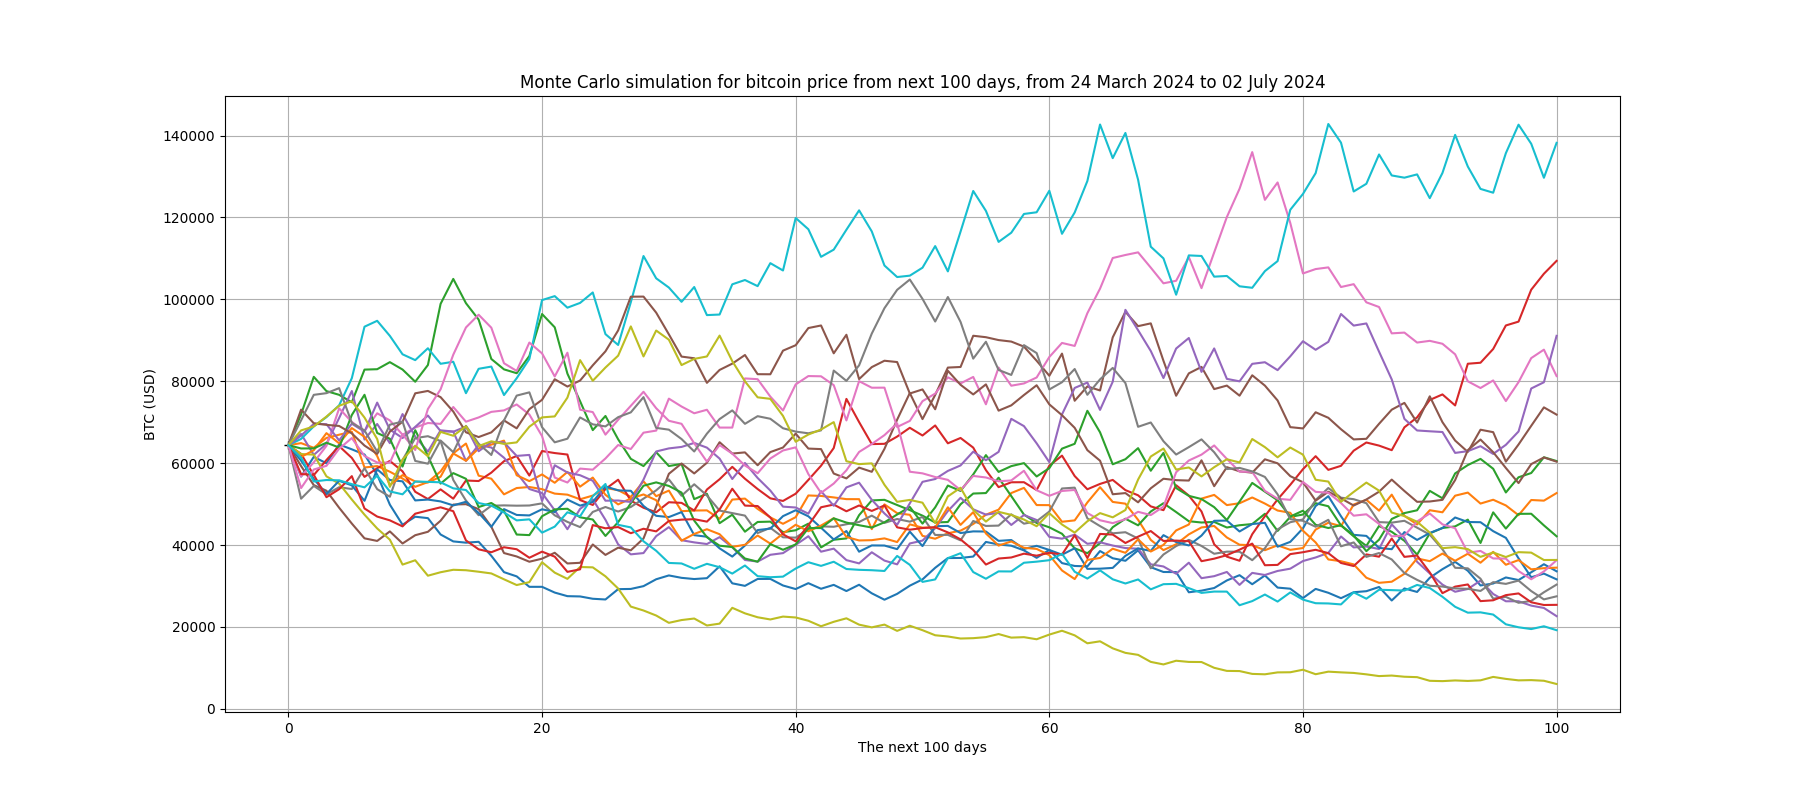 Monte Carlo simulation for bitcoin price from next 100 days, from 24 March 2024 to 02 July 2024
140000
120000
100000
80000
60000
40000
20000
0
BTC (USD)
0 20 40 60 80 100
The next 100 days